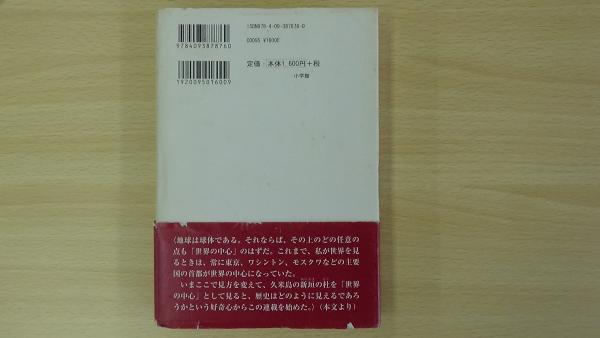 ISBN978-4-09-387876-0
9784093878760
C0095 ¥1600E
定価:本体1,600円+税
1920095016009
小学館
〈地球は球体である。それならば、その上のどの任意の
点も「世界の中心」のはずだ。これまで、私が世界を見
るときは、常に東京、ワシントン、モスクワなどの主要
国の首都が世界の中心になっていた。
いまここで見方を変えて、久米島の新垣の杜を「世界
の中心」として見ると、歴史はどのように見えるであろ
うかという好奇心からこの連載を始めた。〉(本文より)